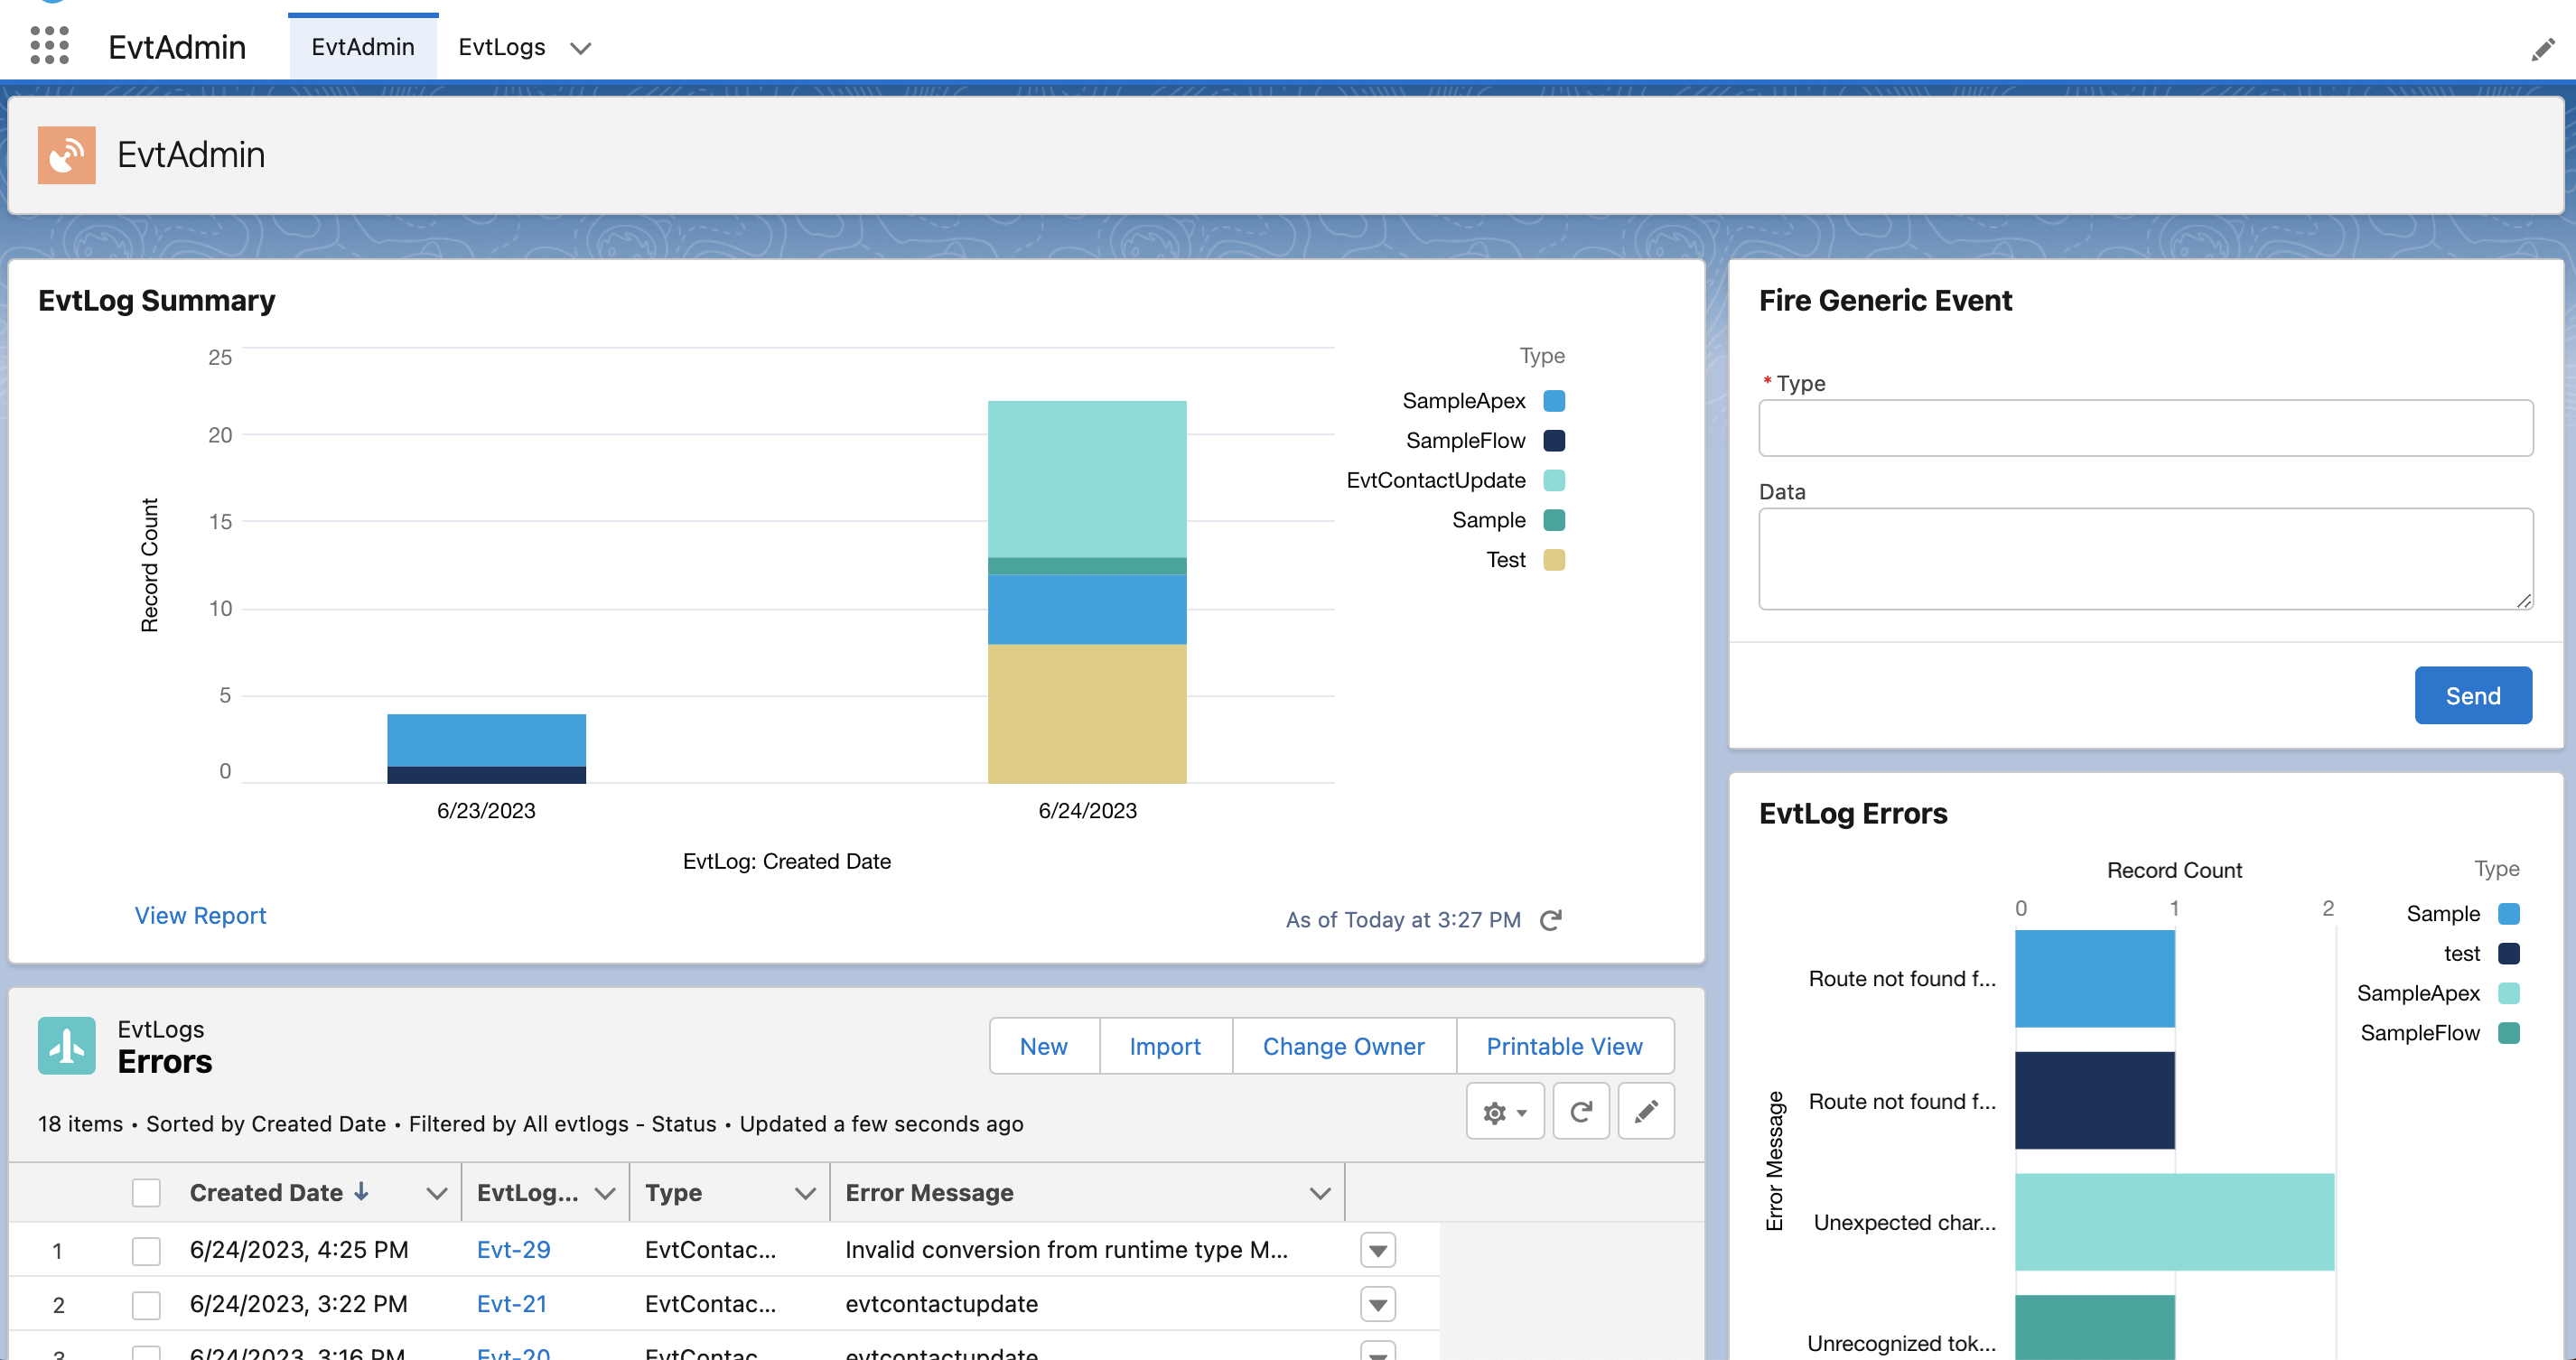 EvtAdmin
EvtAdmin
EvtLogs
EvtAdmin
EvtLog Summary
25
20
15
10
5
0
Record Count
6/23/2023
6/24/2023
EvtLog: Created Date
Type
SampleApex
SampleFlow
EvtContactUpdate
Sample
Test
View Report
As of Today at 3:27 PM
Fire Generic Event
* Type
Data
Send
EvtLog Errors
Record Count
0 1 2
Type
Sample
test
SampleApex
SampleFlow
Error Message
Route not found f...
Route not found f...
Unexpected char...
Unrecognized tok...
EvtLogs
Errors
New Import Change Owner Printable View
18 items • Sorted by Created Date • Filtered by All evtlogs - Status • Updated a few seconds ago
Created Date EvtLog... Type Error Message
1 6/24/2023, 4:25 PM Evt-29 EvtContac... Invalid conversion from runtime type M...
2 6/24/2023, 3:22 PM Evt-21 EvtContac... evtcontactupdate
3 6/24/2023, 3:16 PM Evt-20 EvtContac... evtcontactupdate